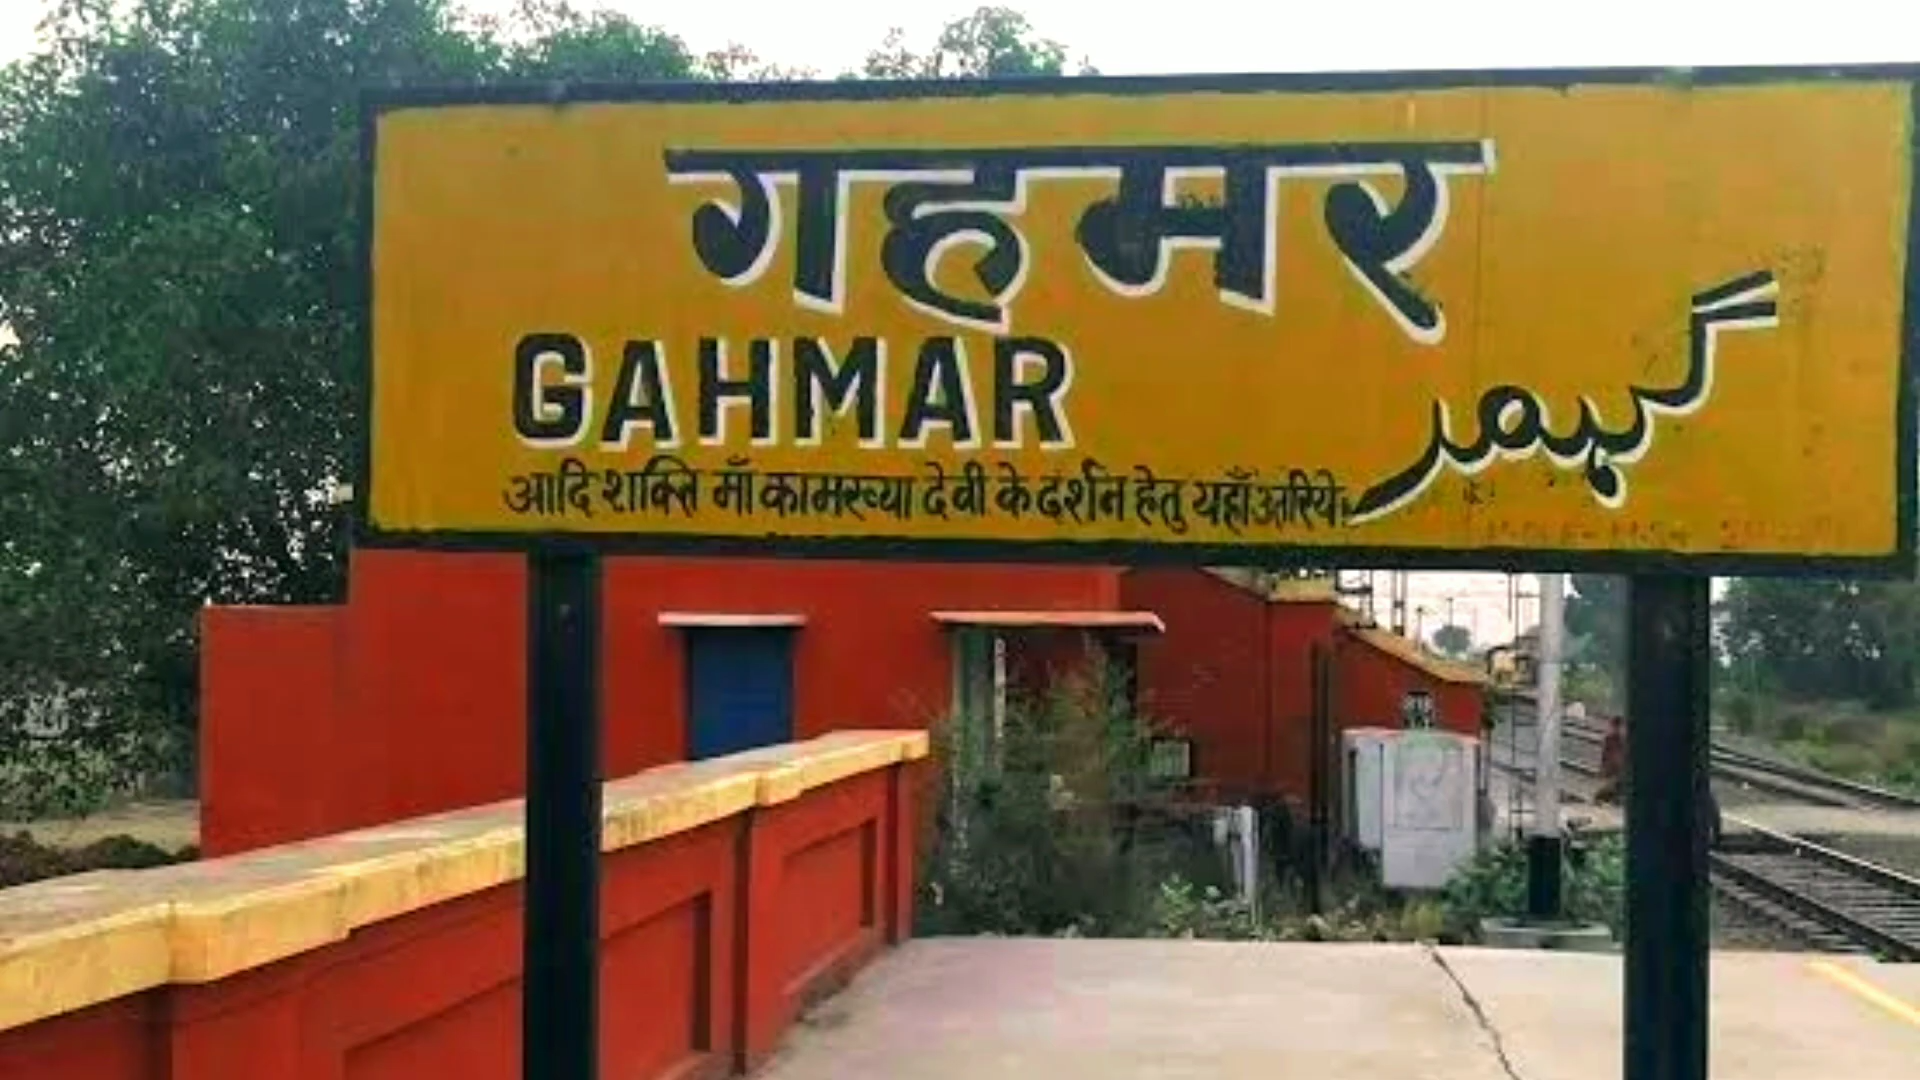 गहमर
GAHMAR
گہمر
आदि शक्ति माँ कामख्या देवी के दर्शन हेतु यहाँ उतरिये।